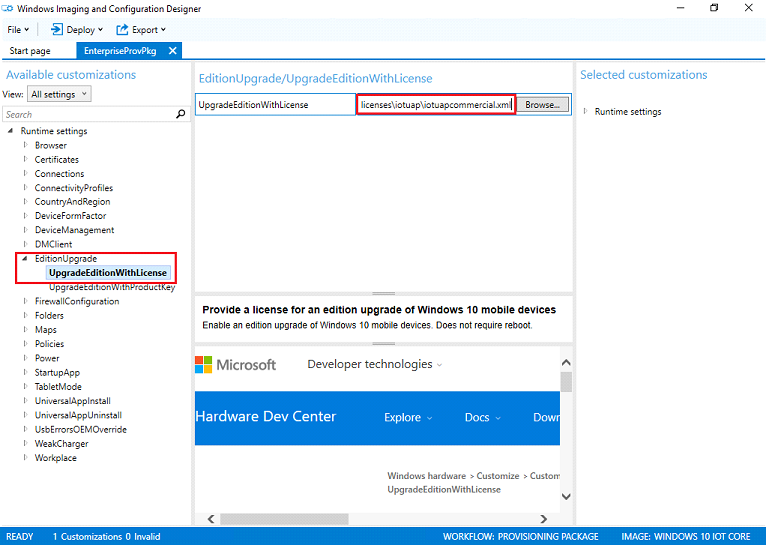 Windows Imaging and Configuration Designer
File Deploy Export
Start page EnterpriseProvPkg
Available customizations
View: All settings
Search
Runtime settings
Browser
Certificates
Connections
ConnectivityProfiles
CountryAndRegion
DeviceFormFactor
DeviceManagement
DMClient
EditionUpgrade
UpgradeEditionWithLicense
UpgradeEditionWithProductKey
FirewallConfiguration
Folders
Maps
Policies
Power
StartupApp
TabletMode
UniversalAppInstall
UniversalAppUninstall
UsbErrorsOEMOverride
WeakCharger
Workplace
EditionUpgrade/UpgradeEditionWithLicense
UpgradeEditionWithLicense licenses\iotuap\iotuapcommercial.xml Browse...
Provide a license for an edition upgrade of Windows 10 mobile devices
Enable an edition upgrade of Windows 10 mobile devices. Does not require reboot.
Microsoft Developer technologies
Hardware Dev Center Explore Docs Down
Windows hardware > Customize > Custom
UpgradeEditionWithLicense
Selected customizations
Runtime settings
READY 1 Customizations 0 Invalid WORKFLOW: PROVISIONING PACKAGE IMAGE: WINDOWS 10 IOT CORE